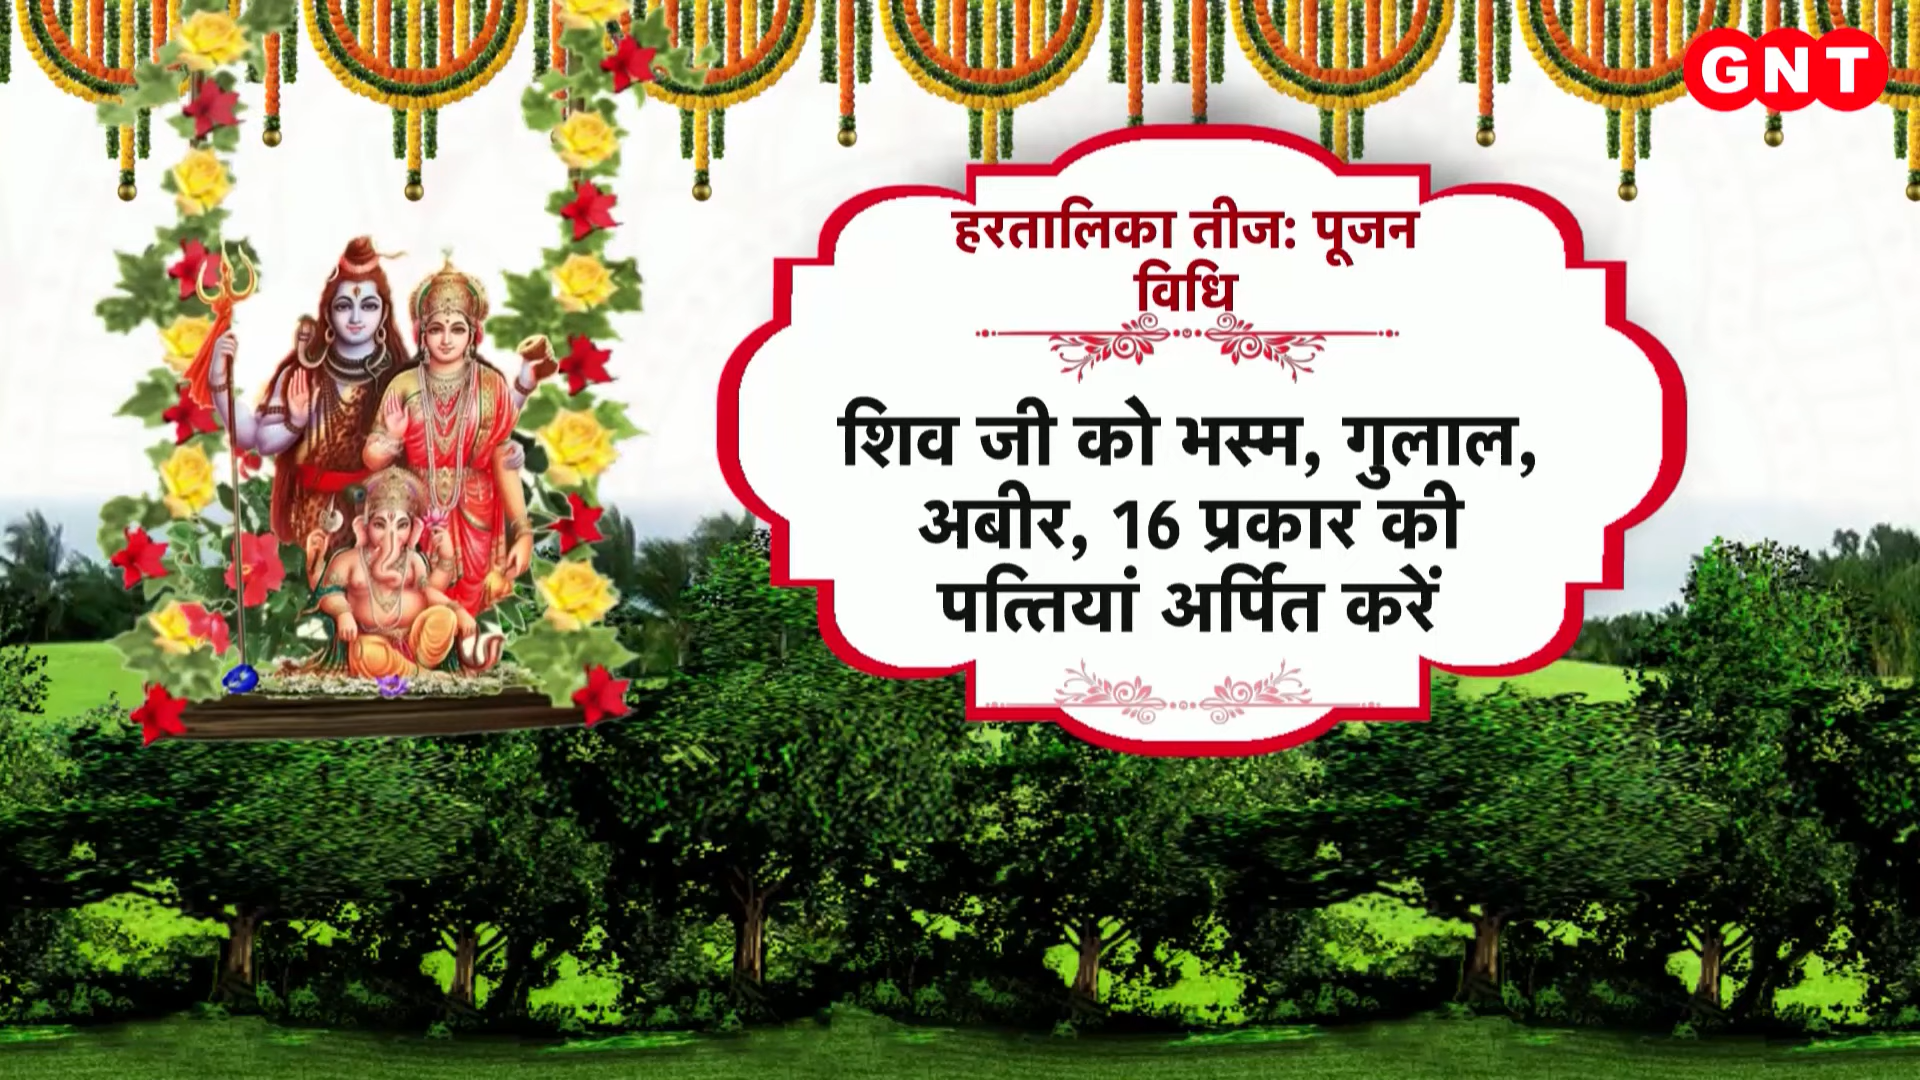 GNT
हरतालिका तीज: पूजन
विधि
शिव जी को भस्म, गुलाल,
अबीर, 16 प्रकार की
पत्तियां अर्पित करें